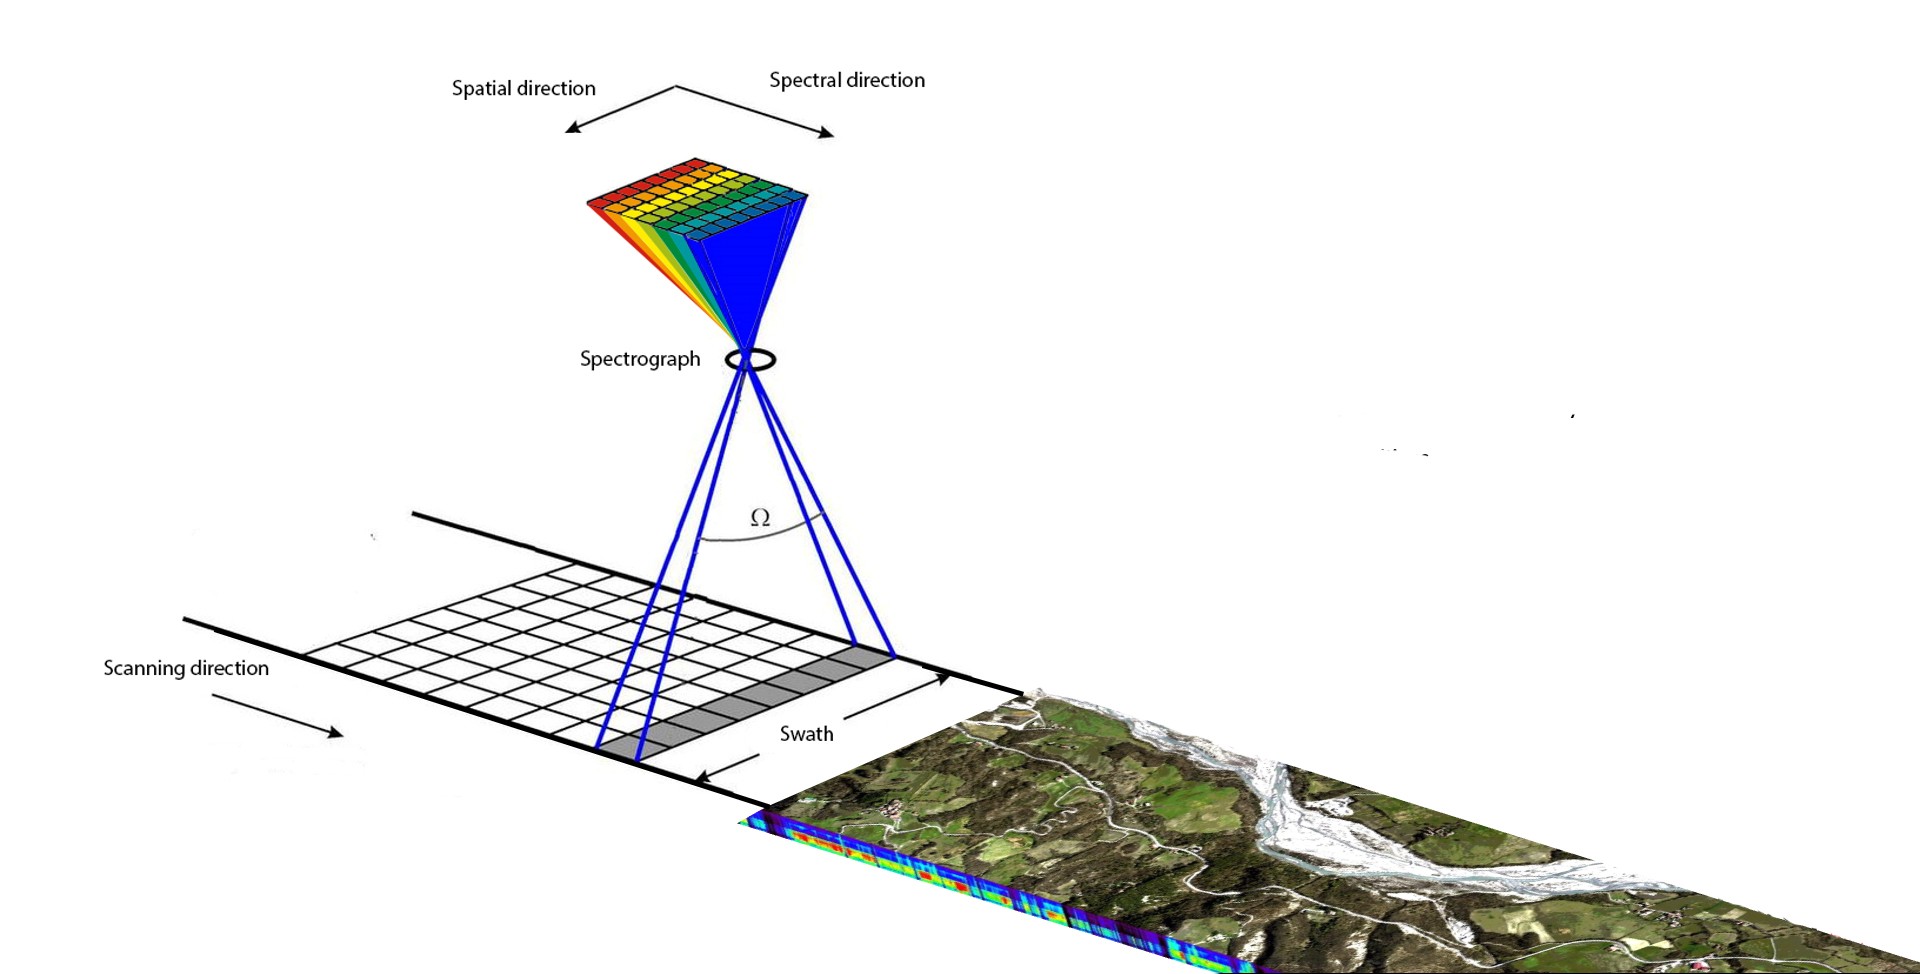 Spatial direction
Spectral direction
Spectrograph
Ω
Scanning direction
Swath